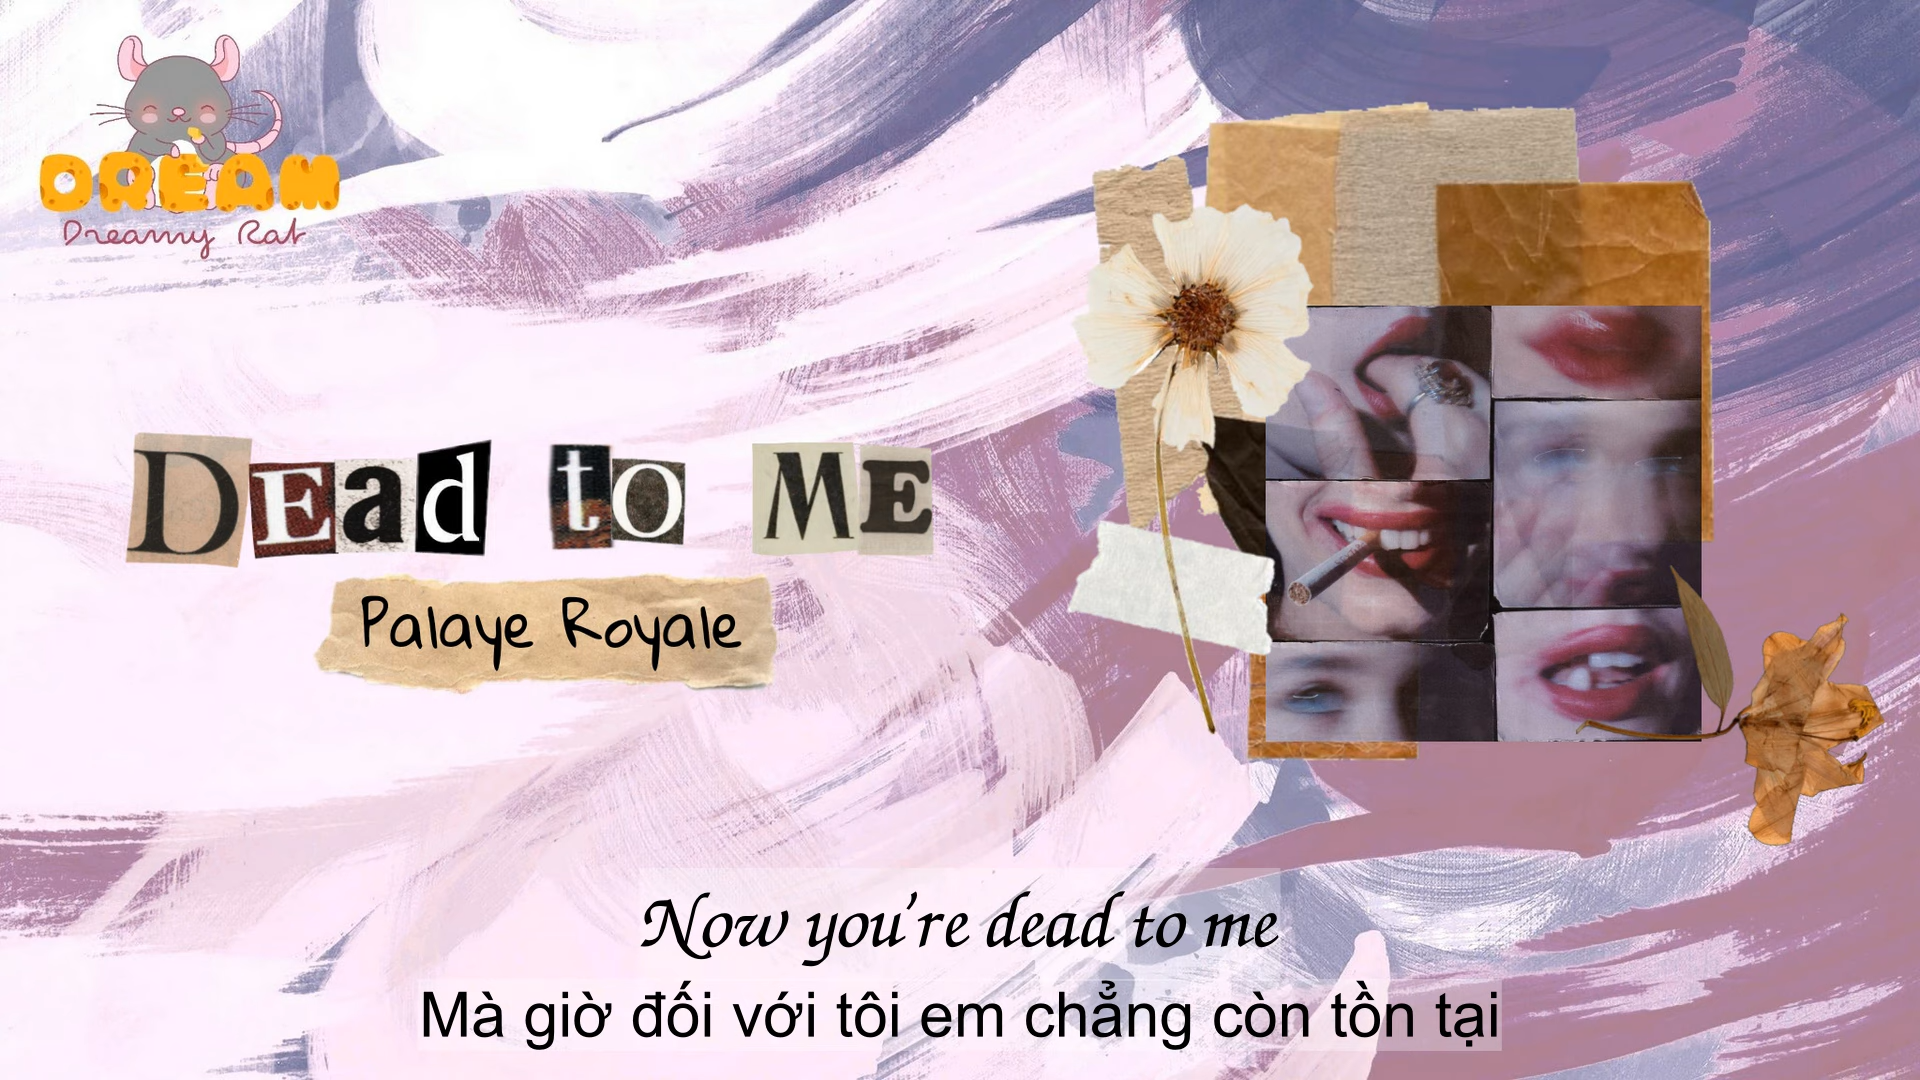 DREAM
Dreamy Rat
DEad to ME
Palaye Royale
Now you're dead to me
Mà giờ đối với tôi em chẳng còn tồn tại